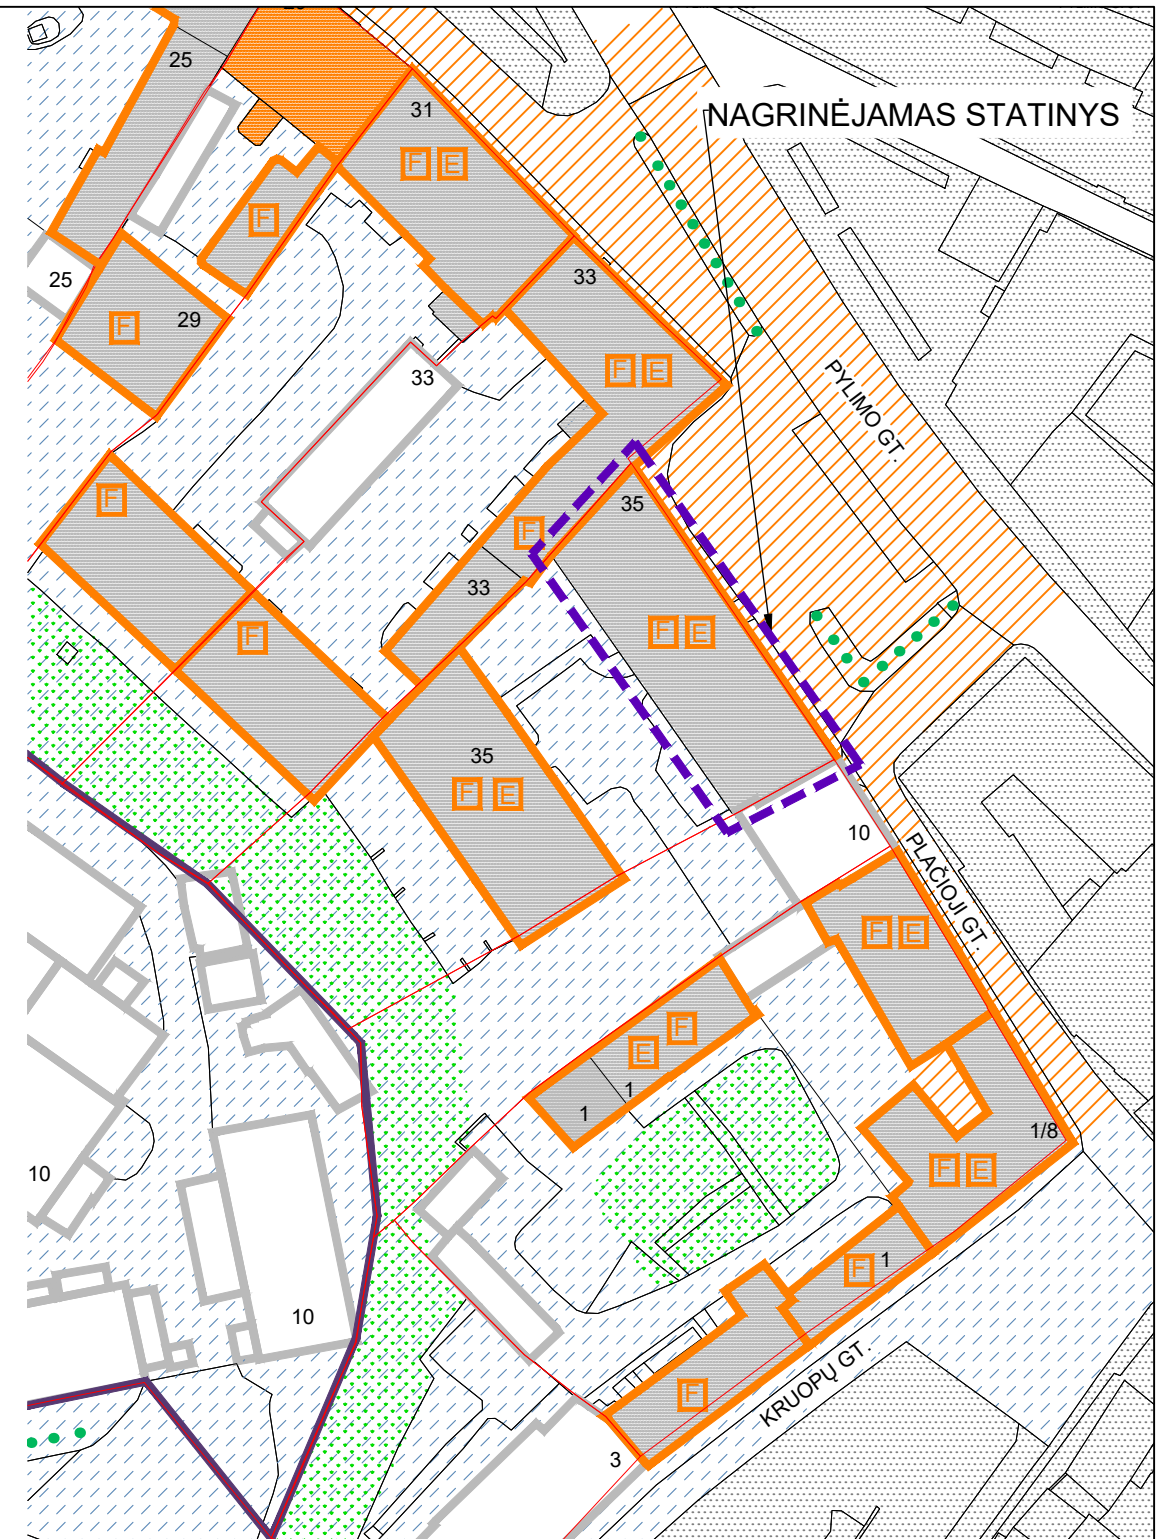 25
31
NAGRINĖJAMAS STATINYS
F E
F
25
33
29
F
F E
33
PYLIMO GT.
F
35
F
33
F E
F
35
F E
10
PLAČIOJI GT.
F E
F
E
1
1
1/8
10
F E
1
F
10
KRUOPŲ GT.
F
3